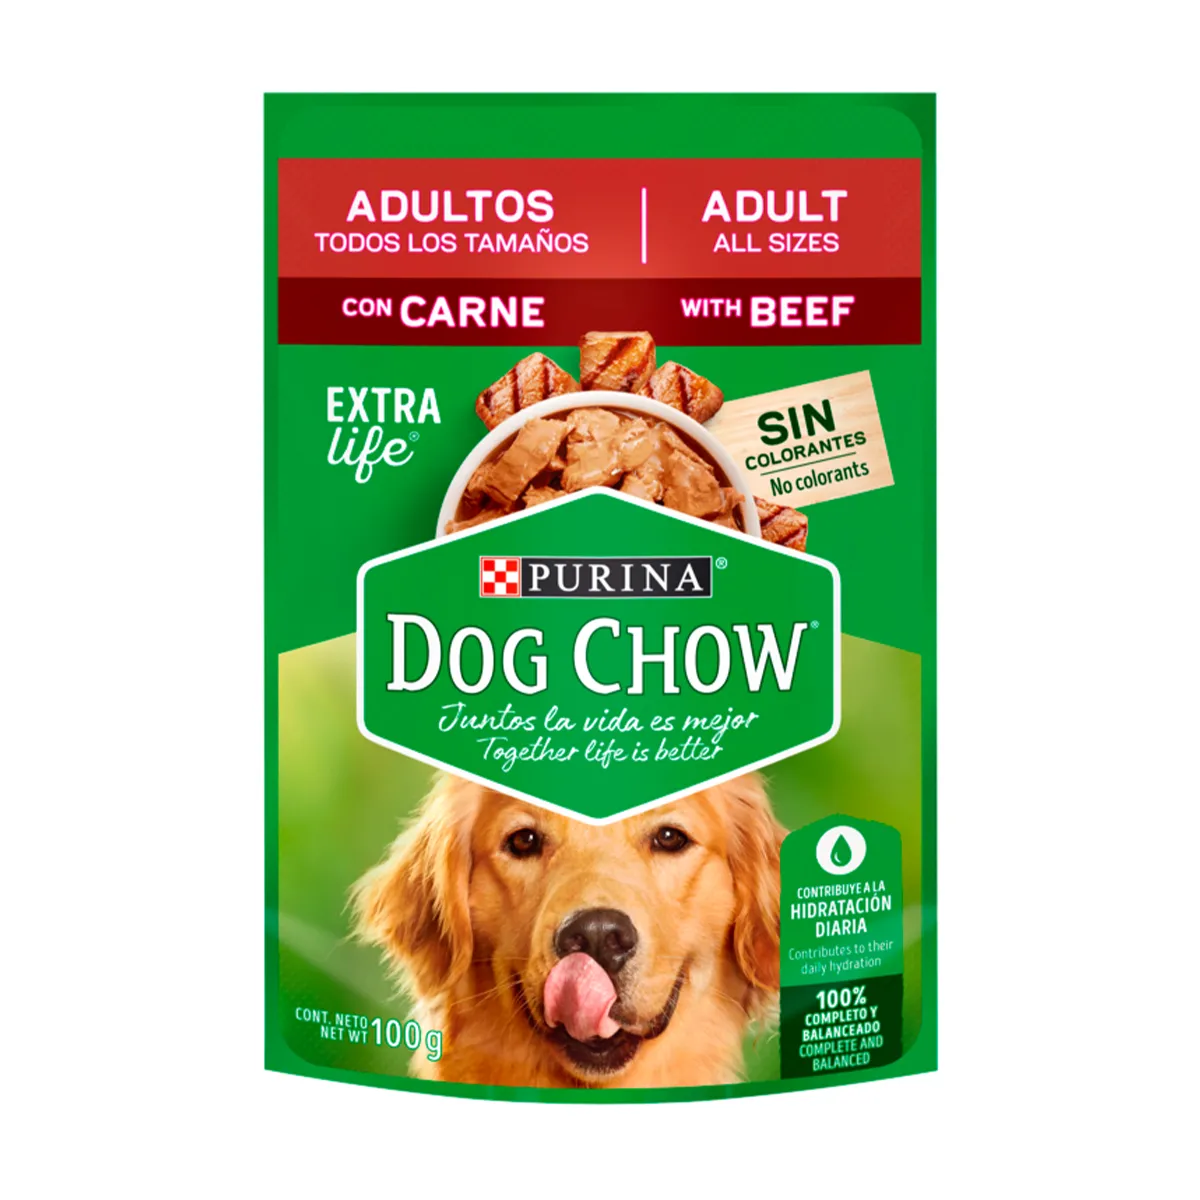 ADULTOS
TODOS LOS TAMAÑOS
ADULT
ALL SIZES
CON CARNE
WITH BEEF
EXTRA
life®
SIN
COLORANTES
No colorants
PURINA®
DOG CHOW®
Juntos la vida es mejor
Together life is better
CONTRIBUYE A LA
HIDRATACIÓN
DIARIA
Contributes to their
daily hydration
100%
COMPLETO Y
BALANCEADO
COMPLETE AND
BALANCED
CONT. NETO
NET WT 100g